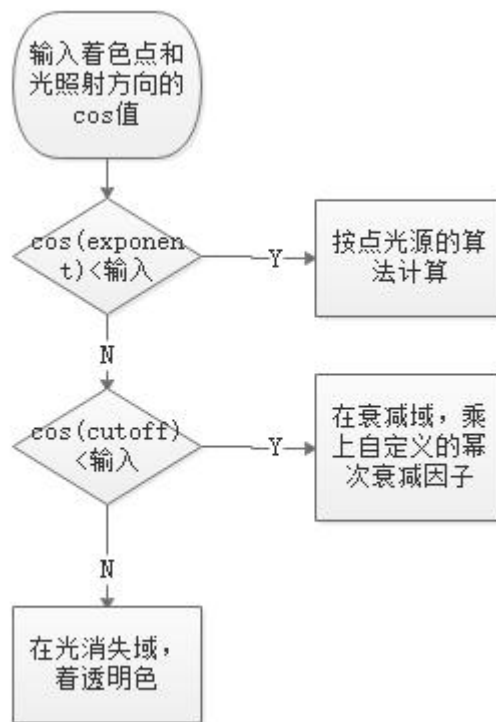 输入着色点和
光照射方向的
cos值
cos(exponen
t)<输入
Y
按点光源的算
法计算
N
cos(cutoff)
<输入
Y
在衰减域，乘
上自定义的幂
次衰减因子
N
在光消失域，
着透明色